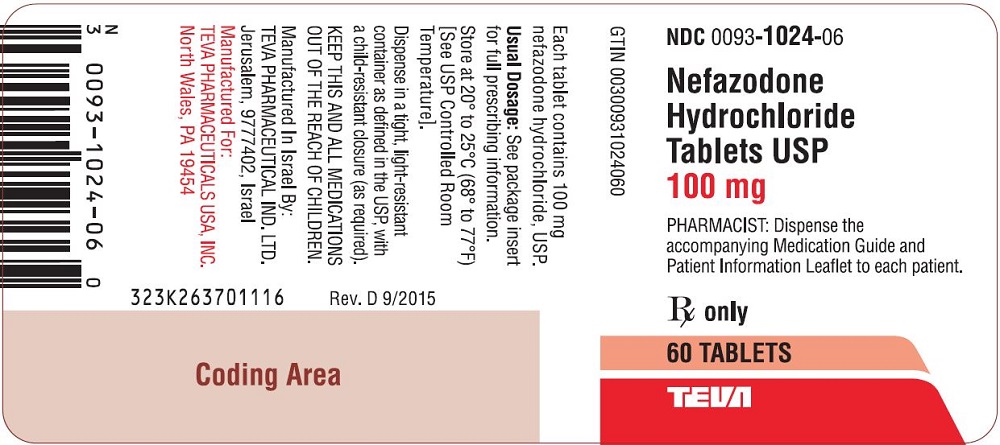 NDC 0093-1024-06
Nefazodone
Hydrochloride
Tablets USP
100 mg
PHARMACIST: Dispense the
accompanying Medication Guide and
Patient Information Leaflet to each patient.
Rx only
60 TABLETS
TEVA
GTIN 00300931024060
Each tablet contains 100 mg
nefazodone hydrochloride, USP.
Usual Dosage: See package insert
for full prescribing information.
Store at 20° to 25°C (68° to 77°F)
[See USP Controlled Room
Temperature].
Dispense in a tight, light-resistant
container as defined in the USP, with
a child-resistant closure (as required).
KEEP THIS AND ALL MEDICATIONS
OUT OF THE REACH OF CHILDREN.
Manufactured In Israel By:
TEVA PHARMACEUTICAL IND. LTD.
Jerusalem, 9777402, Israel
Manufactured For:
TEVA PHARMACEUTICALS USA, INC.
North Wales, PA 19454
N
3 0093-1024-06 0
323K263701116 Rev. D 9/2015
Coding Area